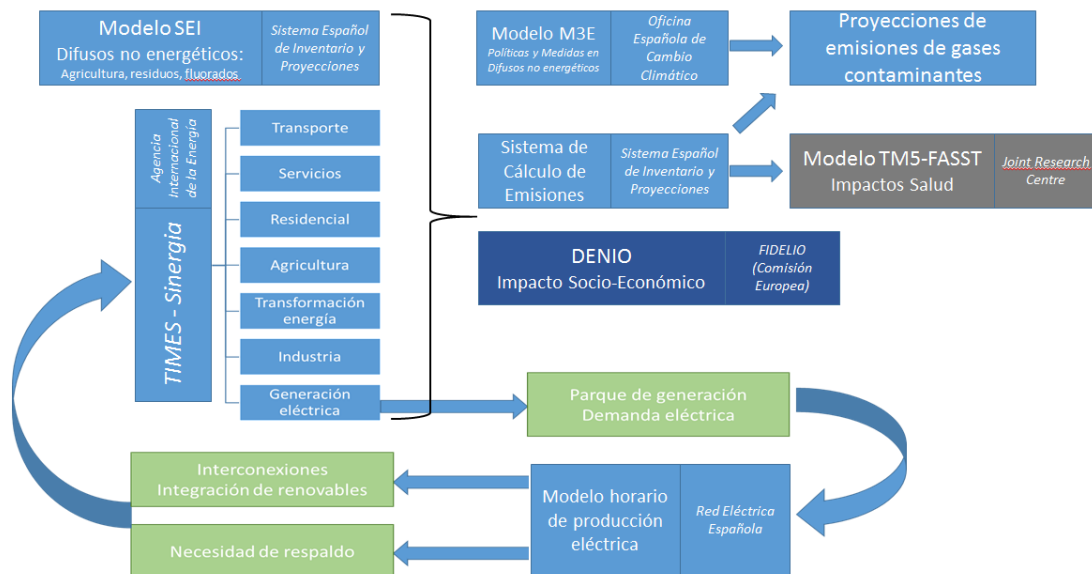 Modelo SEI
Difusos no energéticos:
Agricultura, residuos, fluorados
Sistema Español
de Inventario y
Proyecciones
Modelo M3E
Políticas y Medidas en
Difusos no energéticos
Oficina
Española de
Cambio
Climático
Proyecciones de
emisiones de gases
contaminantes
Agencia
Internacional
de la Energía
TIMES - Sinergia
Transporte
Servicios
Residencial
Agricultura
Transformación
energía
Industria
Generación
eléctrica
Sistema de
Cálculo de
Emisiones
Sistema Español
de Inventario y
Proyecciones
Modelo TM5-FASST
Impactos Salud
Joint Research
Centre
DENIO
Impacto Socio-Económico
FIDELIO
(Comisión
Europea)
Parque de generación
Demanda eléctrica
Interconexiones
Integración de renovables
Necesidad de respaldo
Modelo horario
de producción
eléctrica
Red Eléctrica
Española